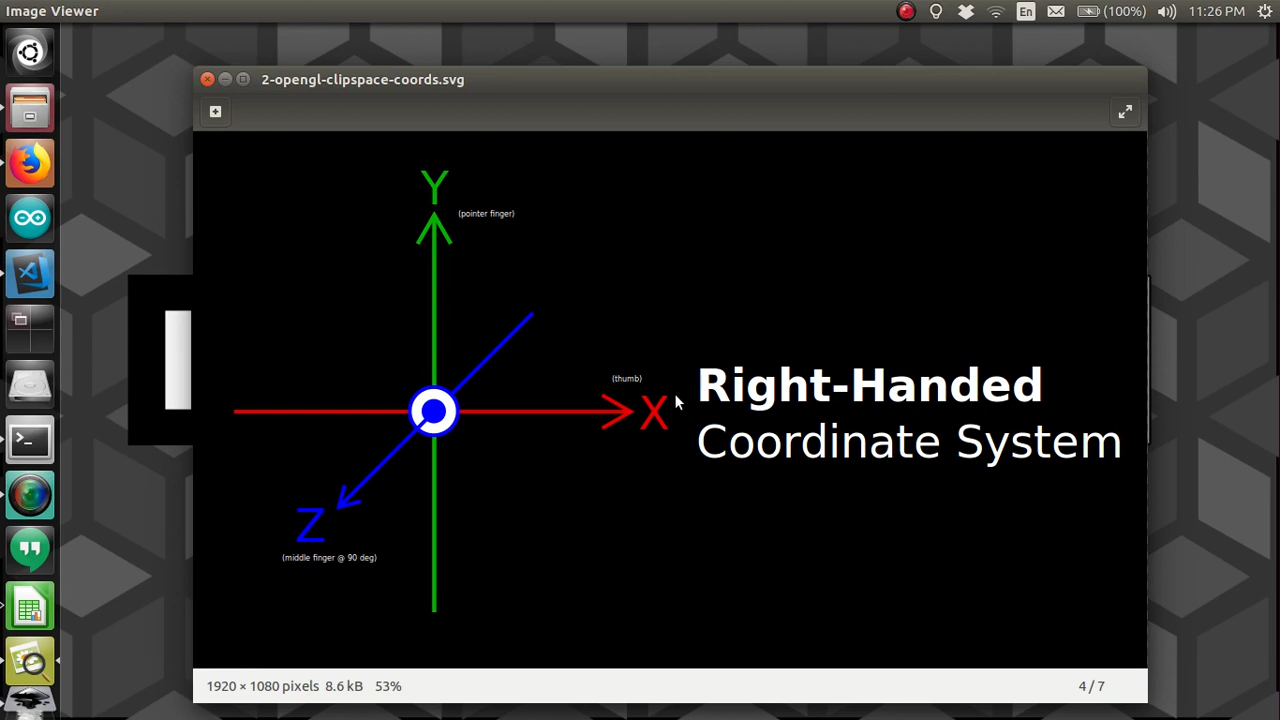 Image Viewer
En
(100%)
11:26 PM
2-opengl-clipspace-coords.svg
Y
(pointer finger)
(thumb)
X
Right-Handed
Coordinate System
Z
(middle finger @ 90 deg)
1920 × 1080 pixels 8.6 kB 53%
4 / 7